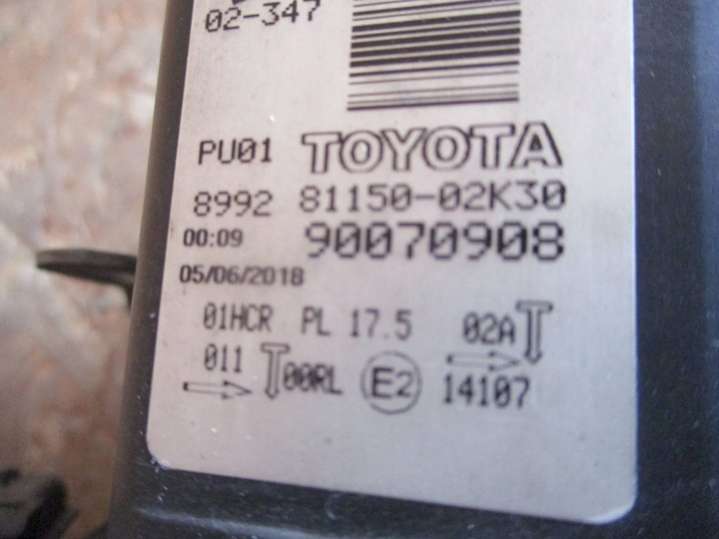 02-347
PU01 TOYOTA
8992 81150-02K30
00:09 90070908
05/06/2018
01HCR PL 17.5 02A
011 00RL E2 14107